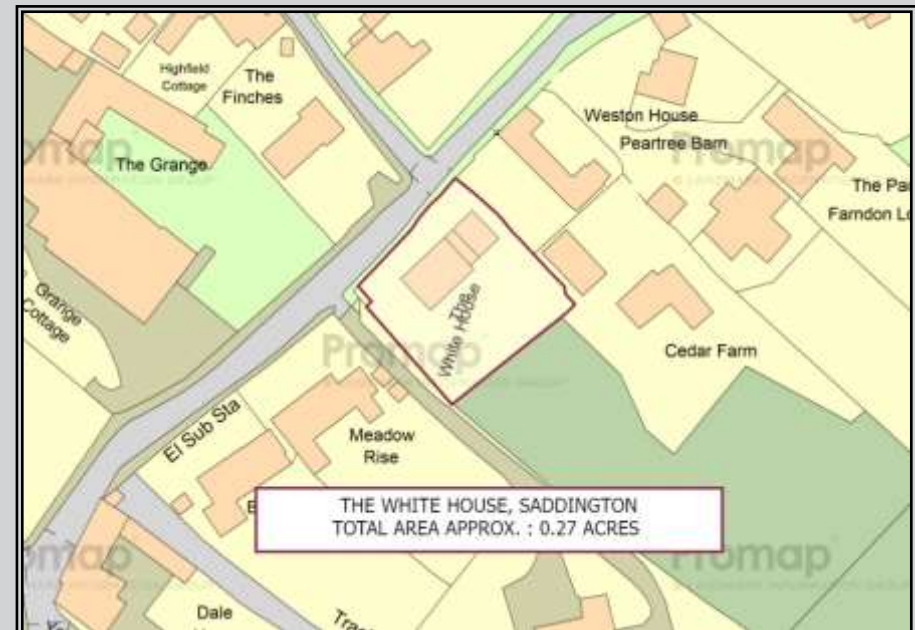 Highfield
Cottage
The
Finches
The Grange
Weston House
Peartree Barn
Promap
The
Farndon
Grange
Cottage
The
White House
Promap
Cedar Farm
El Sub Sta
Meadow
Rise
THE WHITE HOUSE, SADDINGTON
TOTAL AREA APPROX. : 0.27 ACRES
Promap
Dale